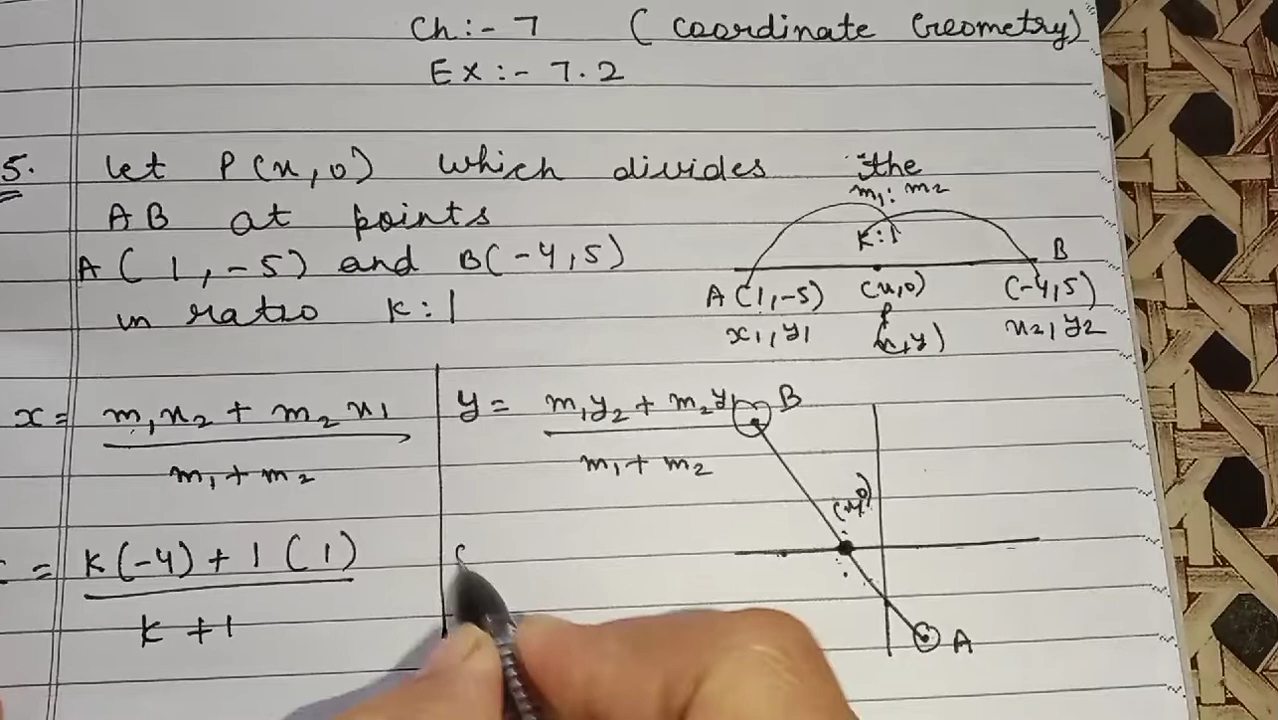 Ch:- 7 ( Coordinate Geometry)
Ex:- 7.2
5. let P(x,0) which divides the
AB at points
A( 1, -5) and B(-4,5)
in ratio k:1
m1: m2
k:1
B
A(1,-5) (x,0) (-4,5)
P
x1,y1 (x,y) x2,y2
x = m1x2 + m2x1
m1 + m2
y = m1y2 + m2y1
m1 + m2
B
(x,0)
A
= k(-4) + 1(1)
k +1